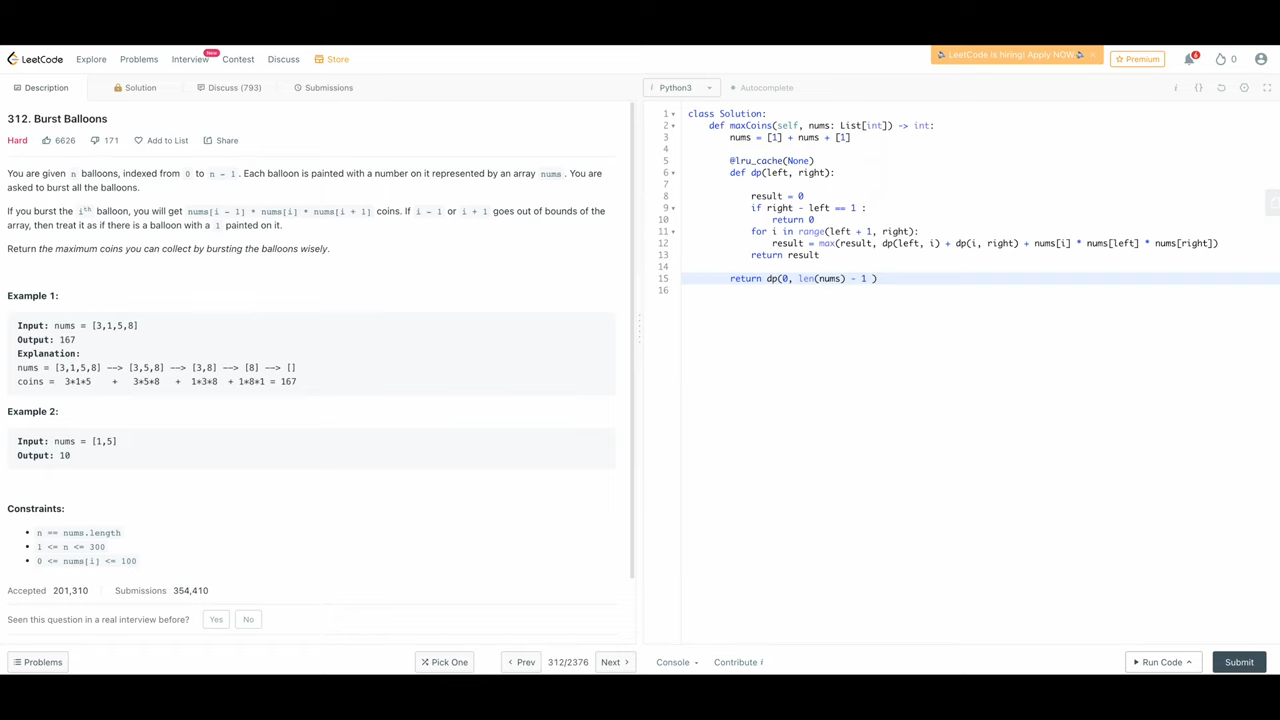 LeetCode Explore Problems Interview New Contest Discuss Store LeetCode is hiring! Apply NOW. Premium 6 0
Description Solution Discuss (793) Submissions
312. Burst Balloons
Hard 6626 171 Add to List Share
You are given n balloons, indexed from 0 to n - 1. Each balloon is painted with a number on it represented by an array nums. You are
asked to burst all the balloons.
If you burst the ith balloon, you will get nums[i - 1] * nums[i] * nums[i + 1] coins. If i - 1 or i + 1 goes out of bounds of the
array, then treat it as if there is a balloon with a 1 painted on it.
Return the maximum coins you can collect by bursting the balloons wisely.
Example 1:
Input: nums = [3,1,5,8]
Output: 167
Explanation:
nums = [3,1,5,8] --> [3,5,8] --> [3,8] --> [8] --> []
coins = 3*1*5 + 3*5*8 + 1*3*8 + 1*8*1 = 167
Example 2:
Input: nums = [1,5]
Output: 10
Constraints:
n == nums.length
1 <= n <= 300
0 <= nums[i] <= 100
Accepted 201,310 Submissions 354,410
Seen this question in a real interview before? Yes No
Problems Pick One Prev 312/2376 Next
Python3 Autocomplete
1 class Solution:
2 def maxCoins(self, nums: List[int]) -> int:
3 nums = [1] + nums + [1]
4
5 @lru_cache(None)
6 def dp(left, right):
7
8 result = 0
9 if right - left == 1 :
10 return 0
11 for i in range(left + 1, right):
12 result = max(result, dp(left, i) + dp(i, right) + nums[i] * nums[left] * nums[right])
13 return result
14
15 return dp(0, len(nums) - 1 )
16
Console Contribute i Run Code Submit